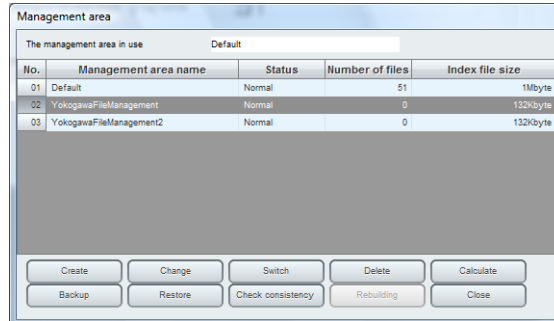 Management area
The management area in use Default
No. Management area name Status Number of files Index file size
01 Default Normal 51 1Mbyte
02 YokogawaFileManagement Normal 0 132Kbyte
03 YokogawaFileManagement2 Normal 0 132Kbyte
Create Change Switch Delete Calculate
Backup Restore Check consistency Rebuilding Close